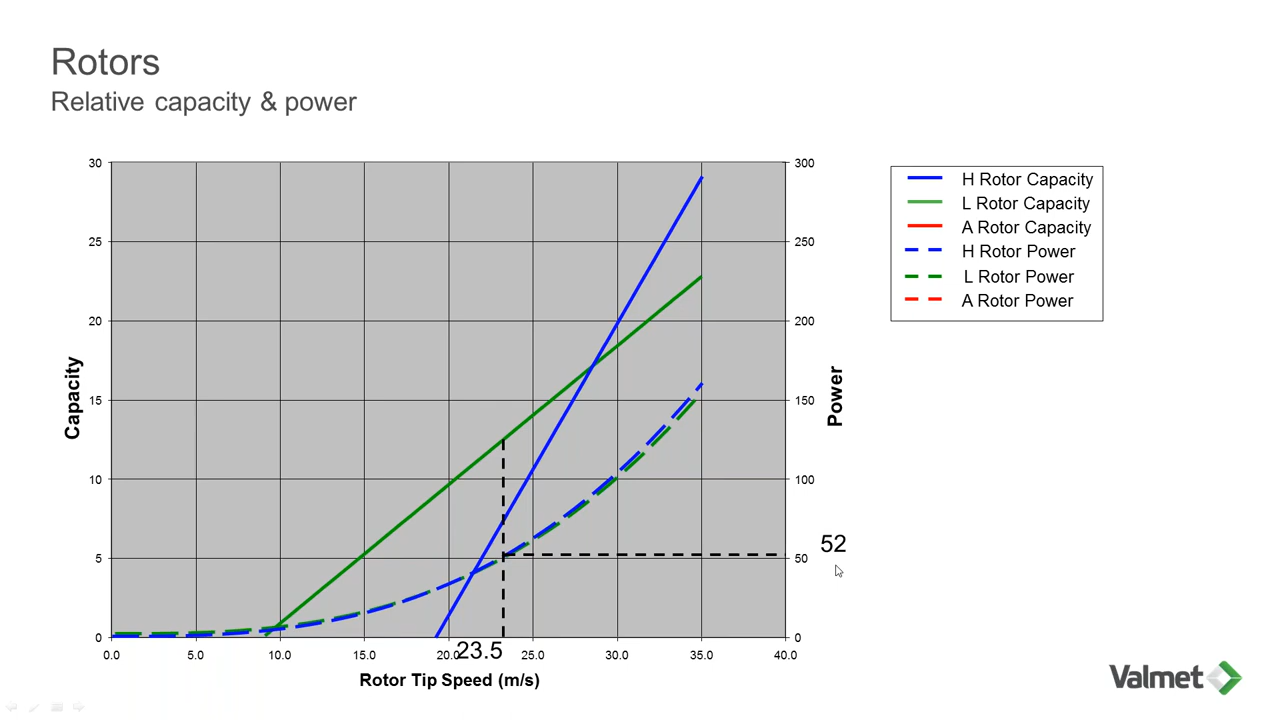 Rotors
Relative capacity & power
30
25
20
15
10
5
0
Capacity
300
250
200
150
100
50
0
Power
52
0.0 5.0 10.0 15.0 20.0 25.0 30.0 35.0 40.0
23.5
Rotor Tip Speed (m/s)
H Rotor Capacity
L Rotor Capacity
A Rotor Capacity
H Rotor Power
L Rotor Power
A Rotor Power
Valmet